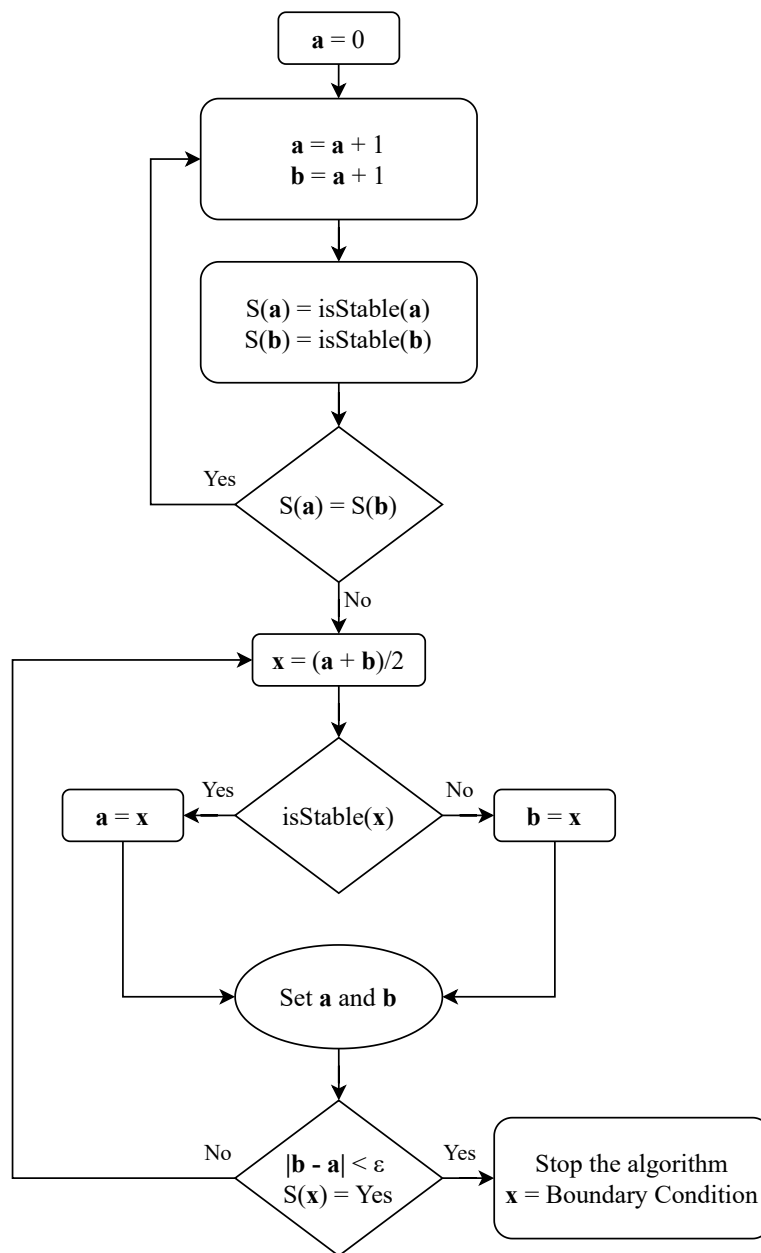 a = 0
a = a + 1
b = a + 1
S(a) = isStable(a)
S(b) = isStable(b)
Yes
S(a) = S(b)
No
x = (a + b)/2
Yes
isStable(x)
No
a = x
b = x
Set a and b
No
|b - a| < ε
S(x) = Yes
Yes
Stop the algorithm
x = Boundary Condition